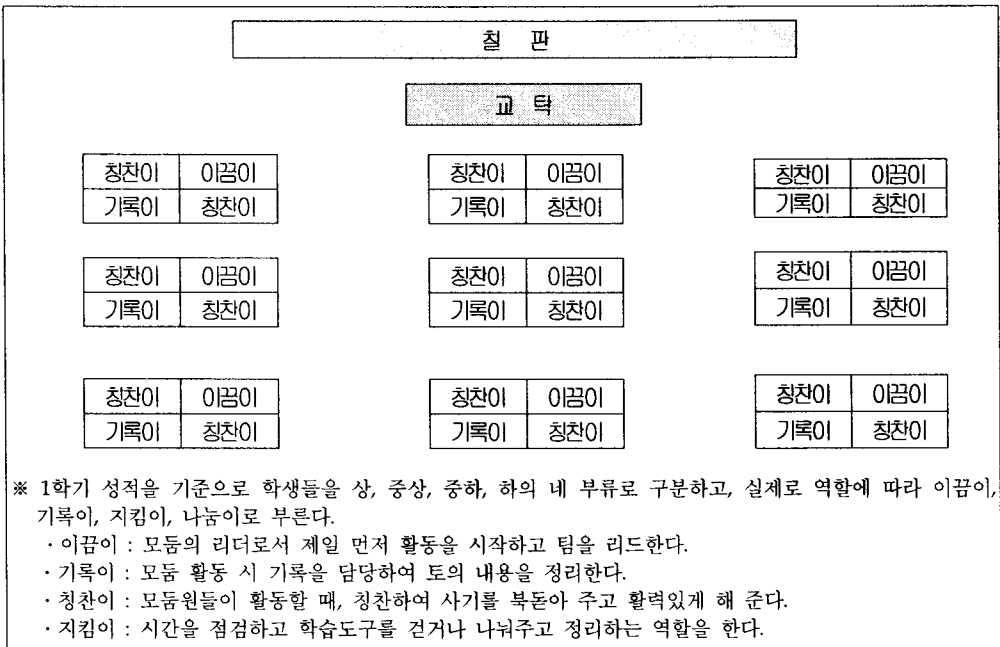 칠 판
교 탁
칭찬이 이끔이 칭찬이 이끔이 칭찬이 이끔이
기록이 칭찬이 기록이 칭찬이 기록이 칭찬이
칭찬이 이끔이 칭찬이 이끔이 칭찬이 이끔이
기록이 칭찬이 기록이 칭찬이 기록이 칭찬이
칭찬이 이끔이 칭찬이 이끔이 칭찬이 이끔이
기록이 칭찬이 기록이 칭찬이 기록이 칭찬이
※ 1학기 성적을 기준으로 학생들을 상, 중상, 중하, 하의 네 부류로 구분하고, 실제로 역할에 따라 이끔이,
기록이, 지킴이, 나눔이로 부른다.
· 이끔이 : 모둠의 리더로서 제일 먼저 활동을 시작하고 팀을 리드한다.
· 기록이 : 모둠 활동 시 기록을 담당하여 토의 내용을 정리한다.
· 칭찬이 : 모둠원들이 활동할 때, 칭찬하여 사기를 북돋아 주고 활력있게 해 준다.
· 지킴이 : 시간을 점검하고 학습도구를 걷거나 나눠주고 정리하는 역할을 한다.